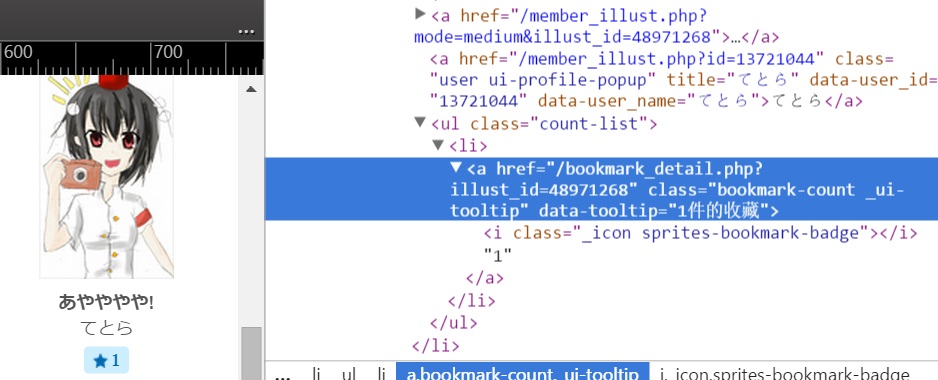 ...
600 700
あややややや!
てとら
★ 1
▶<a href="/member_illust.php?
mode=medium&illust_id=48971268">…</a>
<a href="/member_illust.php?id=13721044" class=
"user ui-profile-popup" title="てとら" data-user_id=
"13721044" data-user_name="てとら">てとら</a>
▼<ul class="count-list">
▼<li>
▼<a href="/bookmark_detail.php?
illust_id=48971268" class="bookmark-count _ui-
tooltip" data-tooltip="1件的收藏">
<i class="_icon sprites-bookmark-badge"></i>
"1"
</a>
</li>
</ul>
</li>
... li ul li a.bookmark-count._ui-tooltip i._icon.sprites-bookmark-badge